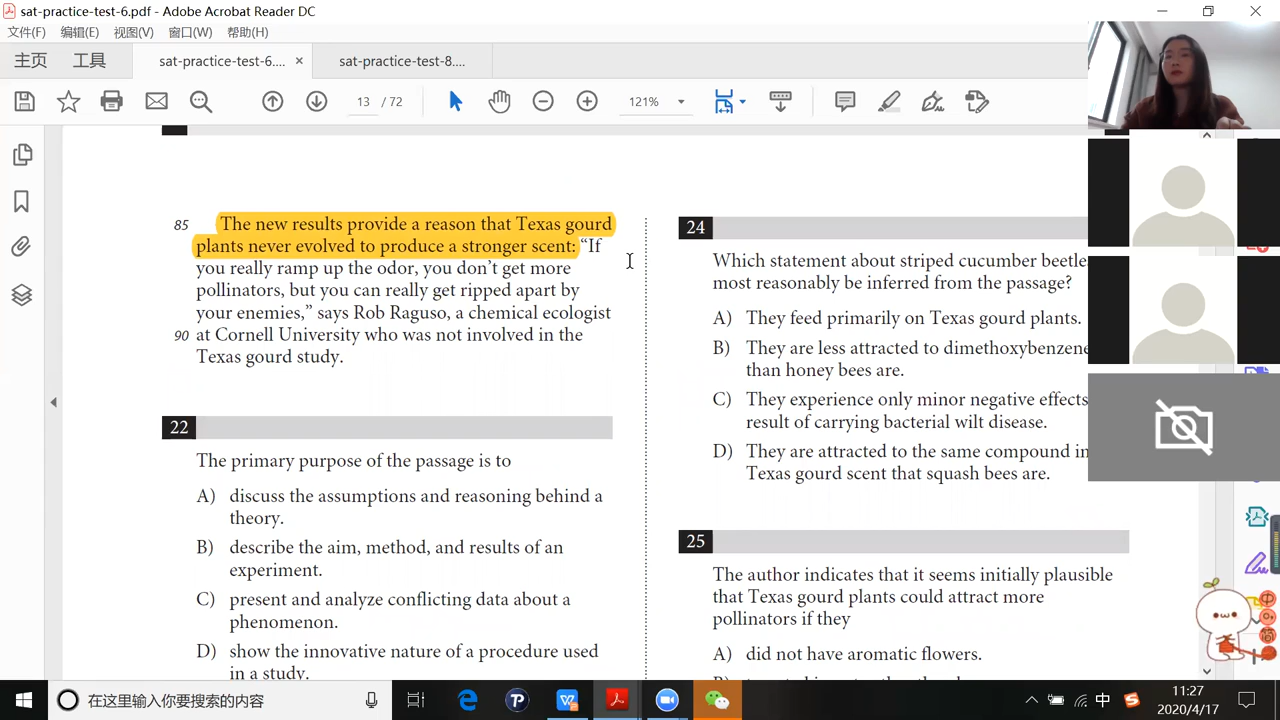 sat-practice-test-6.pdf - Adobe Acrobat Reader DC
文件(F) 编辑(E) 视图(V) 窗口(W) 帮助(H)
主页 工具 sat-practice-test-6.... × sat-practice-test-8....
13 / 72 121%
85 The new results provide a reason that Texas gourd
plants never evolved to produce a stronger scent: “If
you really ramp up the odor, you don’t get more
pollinators, but you can really get ripped apart by
your enemies,” says Rob Raguso, a chemical ecologist
90 at Cornell University who was not involved in the
Texas gourd study.
22
The primary purpose of the passage is to
A) discuss the assumptions and reasoning behind a
theory.
B) describe the aim, method, and results of an
experiment.
C) present and analyze conflicting data about a
phenomenon.
D) show the innovative nature of a procedure used
in a study.
24
Which statement about striped cucumber beetle
most reasonably be inferred from the passage?
A) They feed primarily on Texas gourd plants.
B) They are less attracted to dimethoxybenzene
than honey bees are.
C) They experience only minor negative effects
result of carrying bacterial wilt disease.
D) They are attracted to the same compound in
Texas gourd scent that squash bees are.
25
The author indicates that it seems initially plausible
that Texas gourd plants could attract more
pollinators if they
A) did not have aromatic flowers.
中
在这里输入你要搜索的内容
中
11:27
2020/4/17